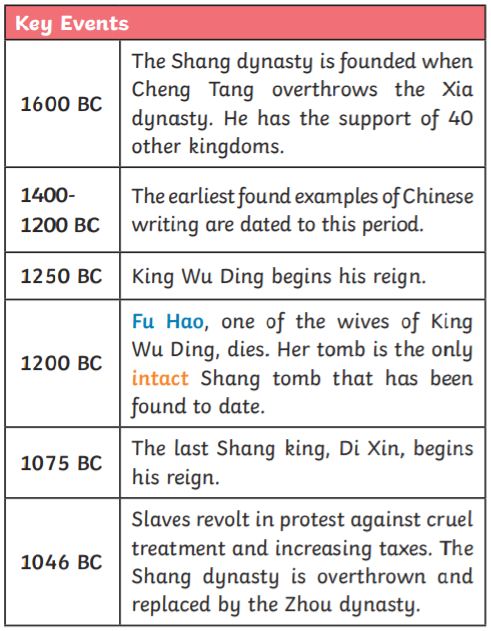 Key Events
1600 BC
The Shang dynasty is founded when
Cheng Tang overthrows the Xia
dynasty. He has the support of 40
other kingdoms.
1400-
1200 BC
The earliest found examples of Chinese
writing are dated to this period.
1250 BC
King Wu Ding begins his reign.
1200 BC
Fu Hao, one of the wives of King
Wu Ding, dies. Her tomb is the only
intact Shang tomb that has been
found to date.
1075 BC
The last Shang king, Di Xin, begins
his reign.
1046 BC
Slaves revolt in protest against cruel
treatment and increasing taxes. The
Shang dynasty is overthrown and
replaced by the Zhou dynasty.